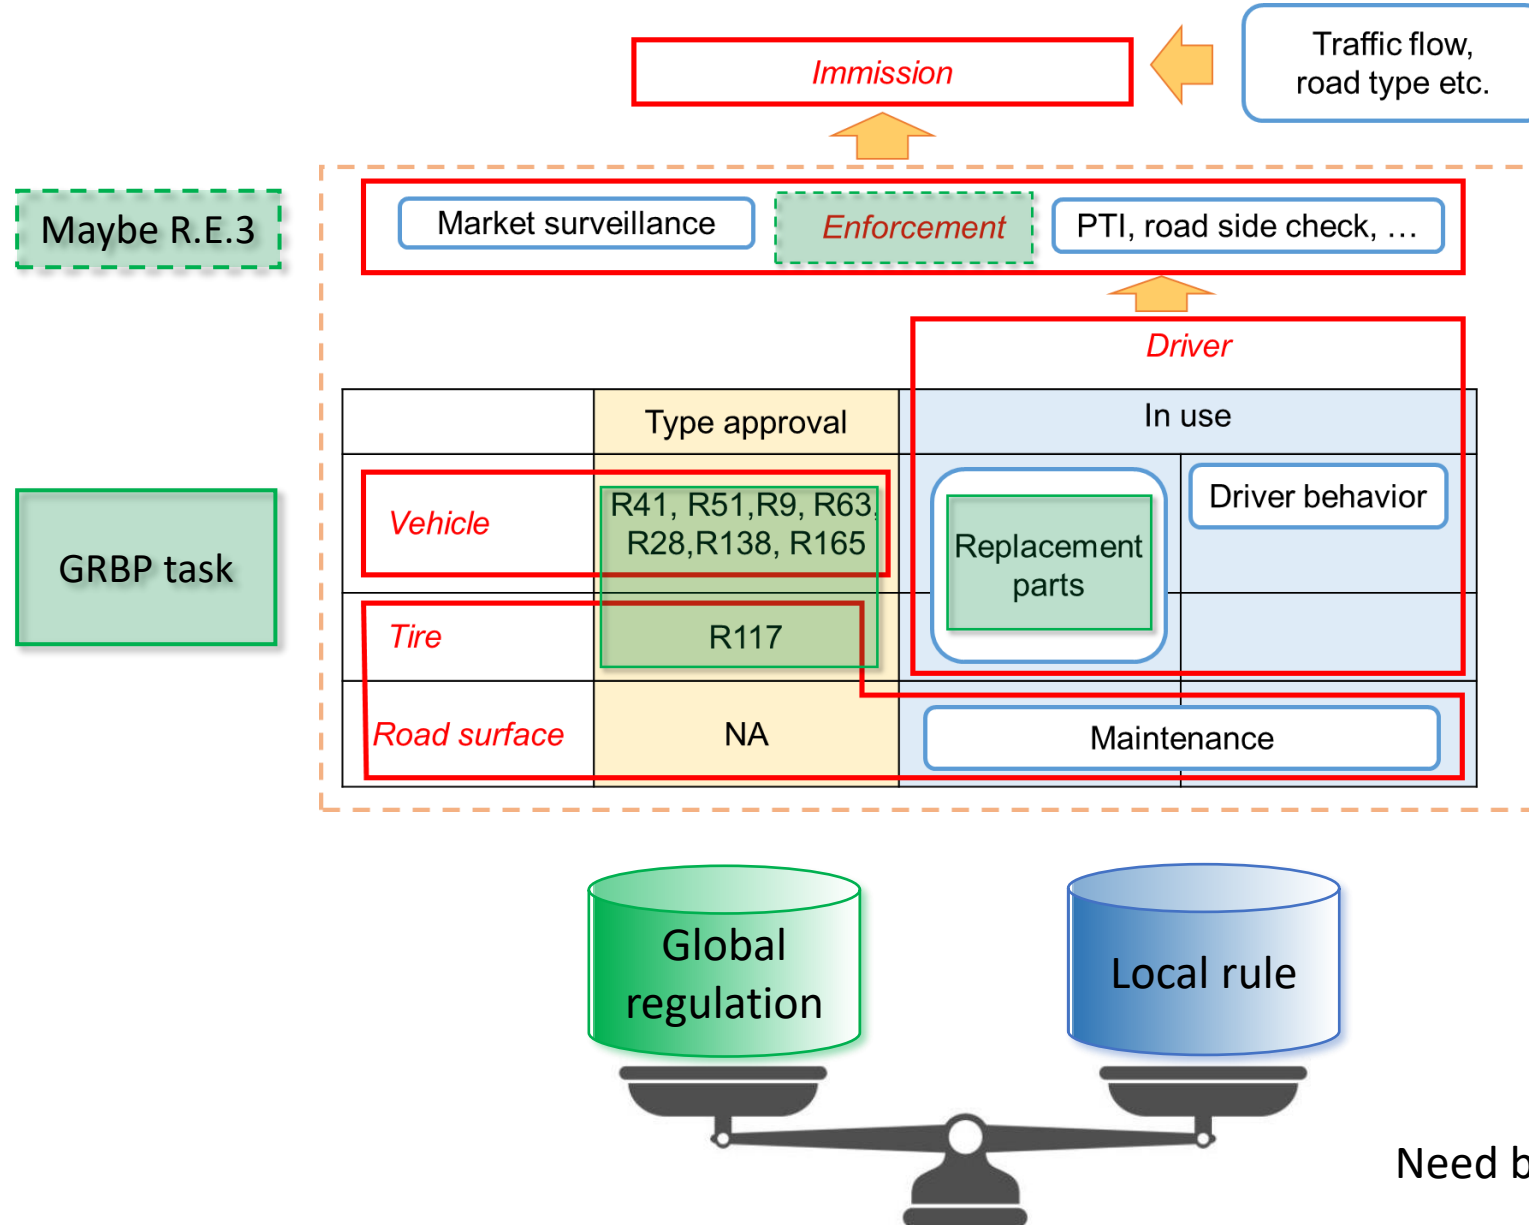 Immission
Traffic flow,
road type etc.
Maybe R.E.3
Market surveillance
Enforcement
PTI, road side check, …
Driver
Type approval
In use
GRBP task
Vehicle
R41, R51,R9, R63,
R28,R138, R165
Replacement
parts
Driver behavior
Tire
R117
Road surface
NA
Maintenance
Global
regulation
Local rule
Need b